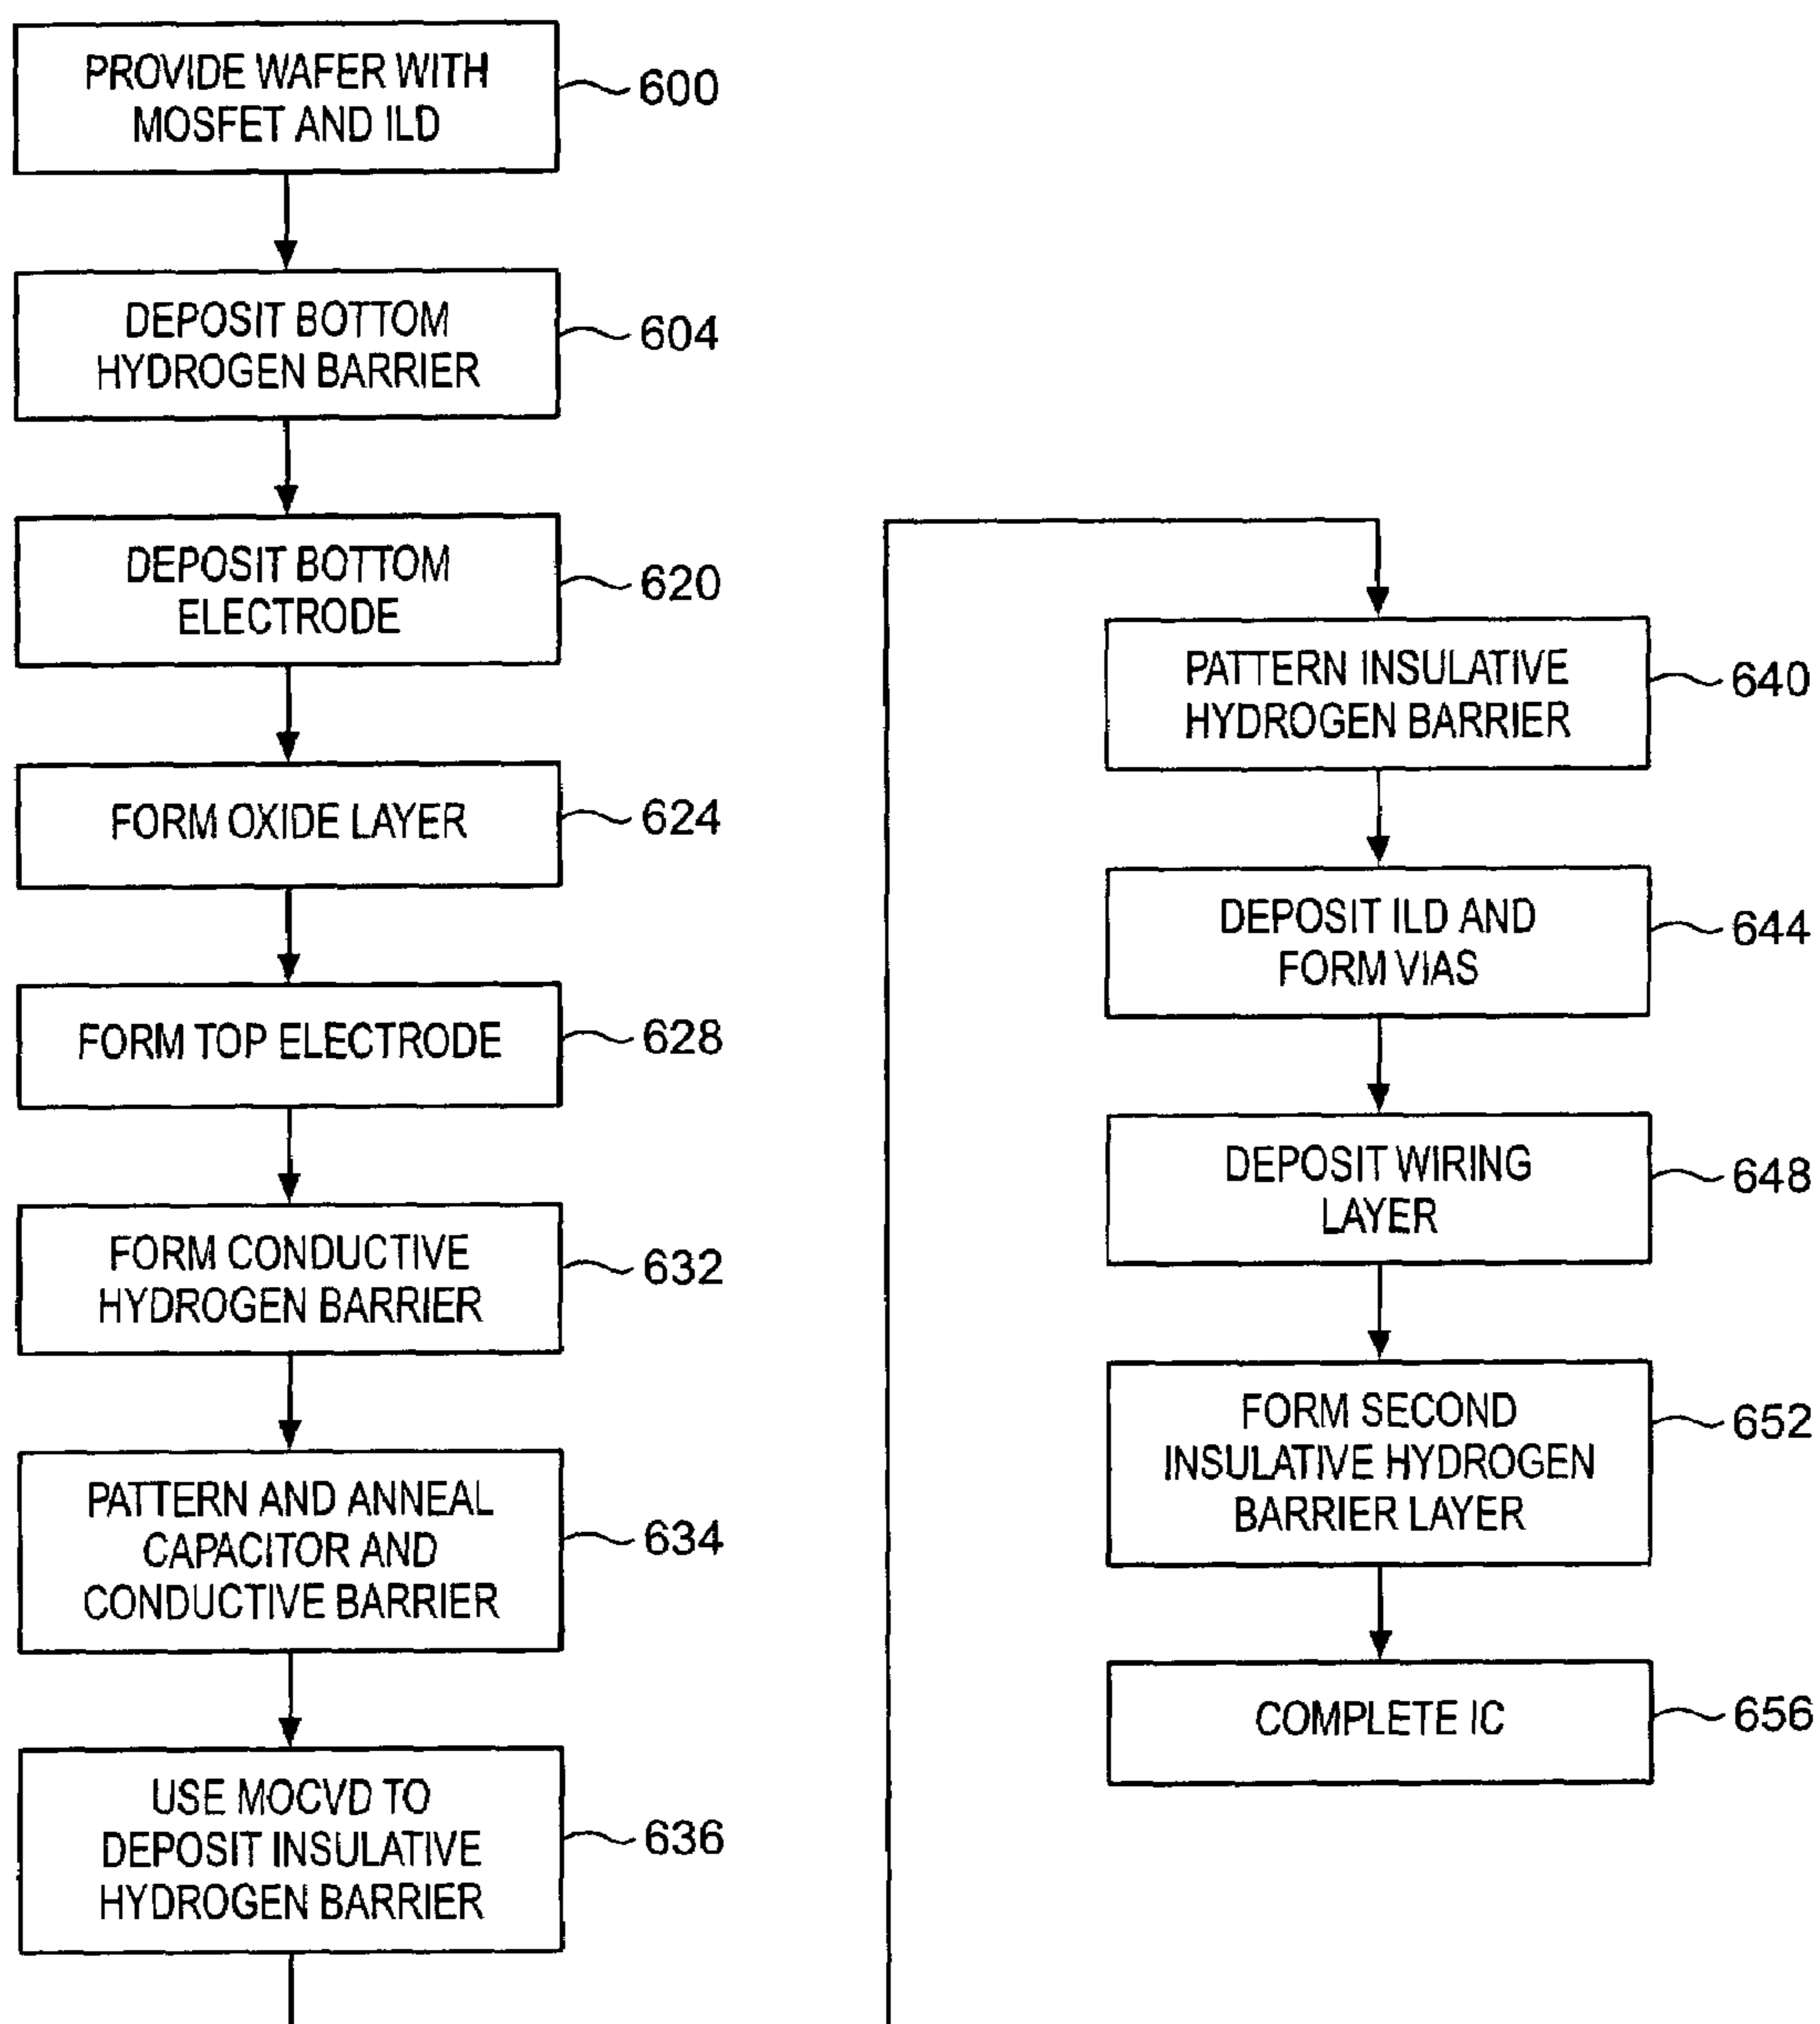 PROVIDE WAFER WITH
MOSFET AND ILD
600
DEPOSIT BOTTOM
HYDROGEN BARRIER
604
DEPOSIT BOTTOM
ELECTRODE
620
FORM OXIDE LAYER
624
FORM TOP ELECTRODE
628
FORM CONDUCTIVE
HYDROGEN BARRIER
632
PATTERN AND ANNEAL
CAPACITOR AND
CONDUCTIVE BARRIER
634
USE MOCVD TO
DEPOSIT INSULATIVE
HYDROGEN BARRIER
636
PATTERN INSULATIVE
HYDROGEN BARRIER
640
DEPOSIT ILD AND
FORM VIAS
644
DEPOSIT WIRING
LAYER
648
FORM SECOND
INSULATIVE HYDROGEN
BARRIER LAYER
652
COMPLETE IC
656